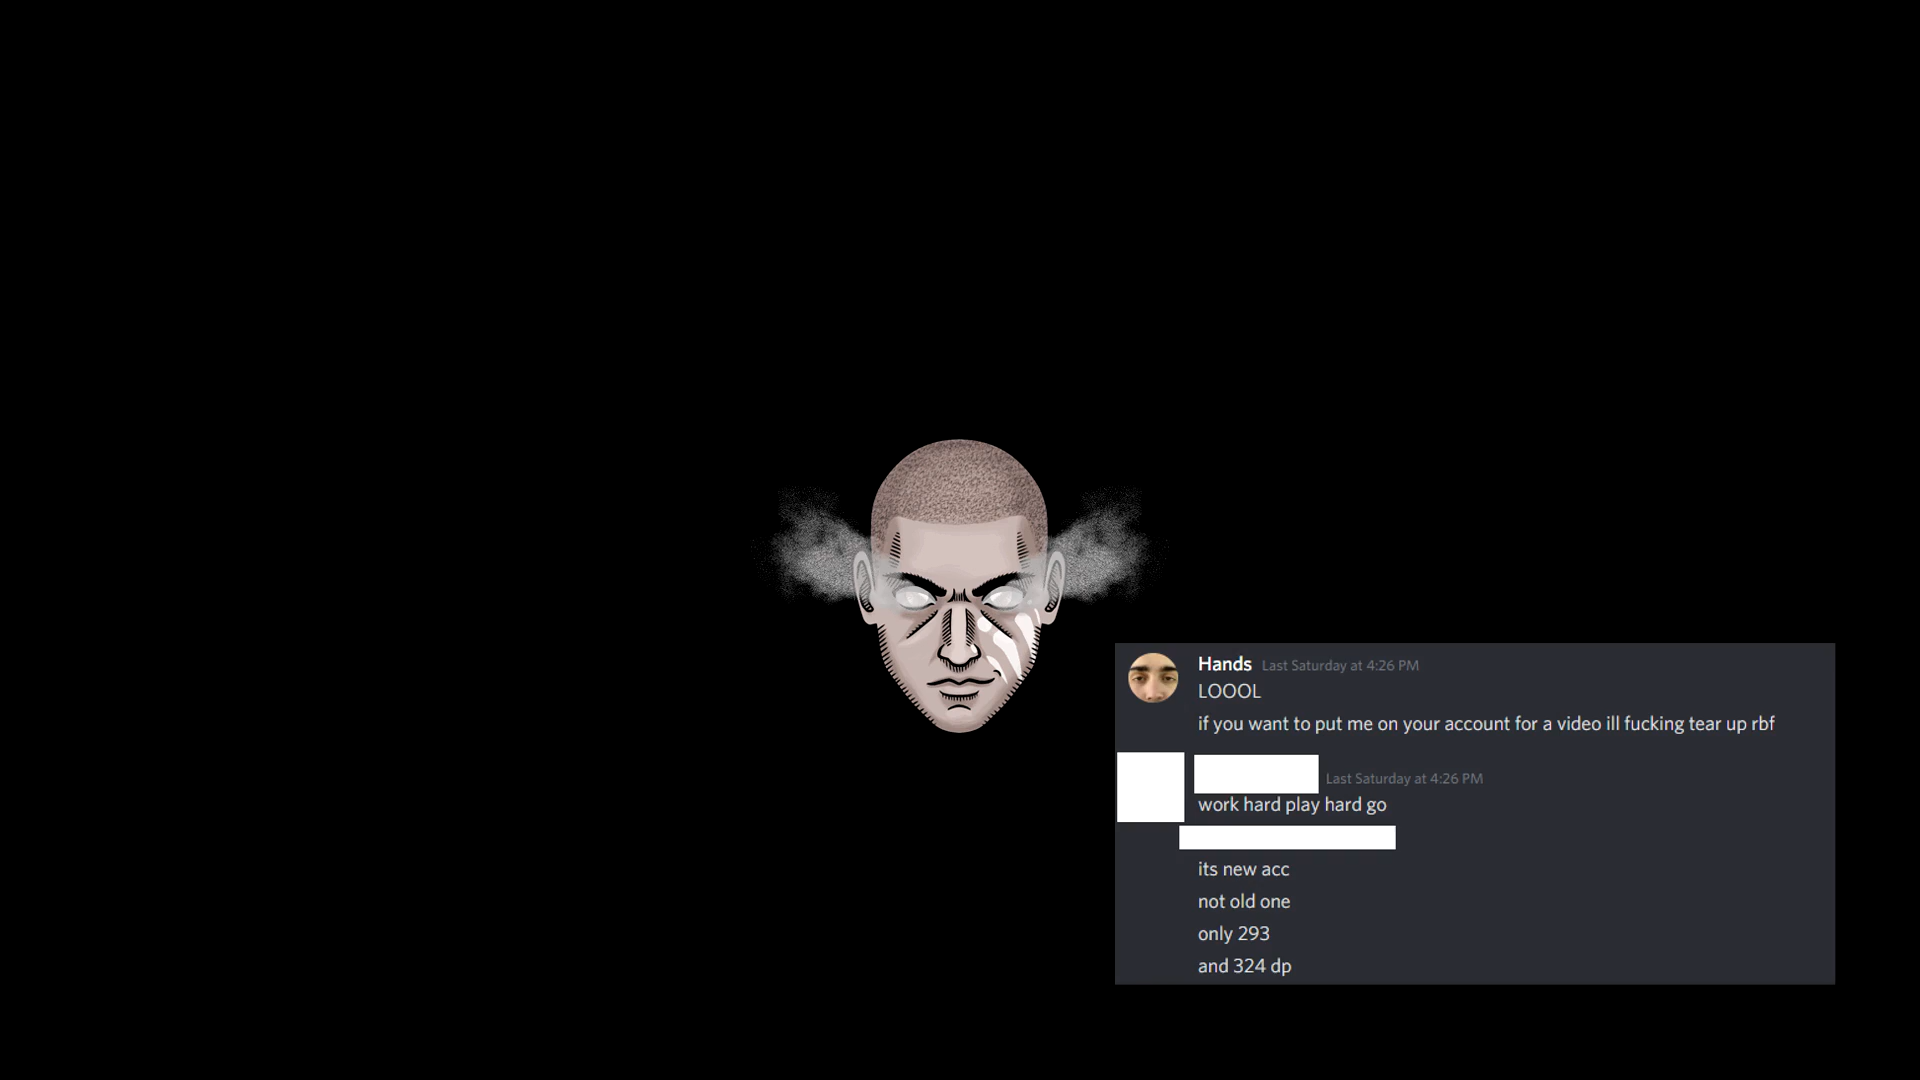 Hands Last Saturday at 4:26 PM
LOOOL
if you want to put me on your account for a video ill fucking tear up rbf
Last Saturday at 4:26 PM
work hard play hard go
its new acc
not old one
only 293
and 324 dp